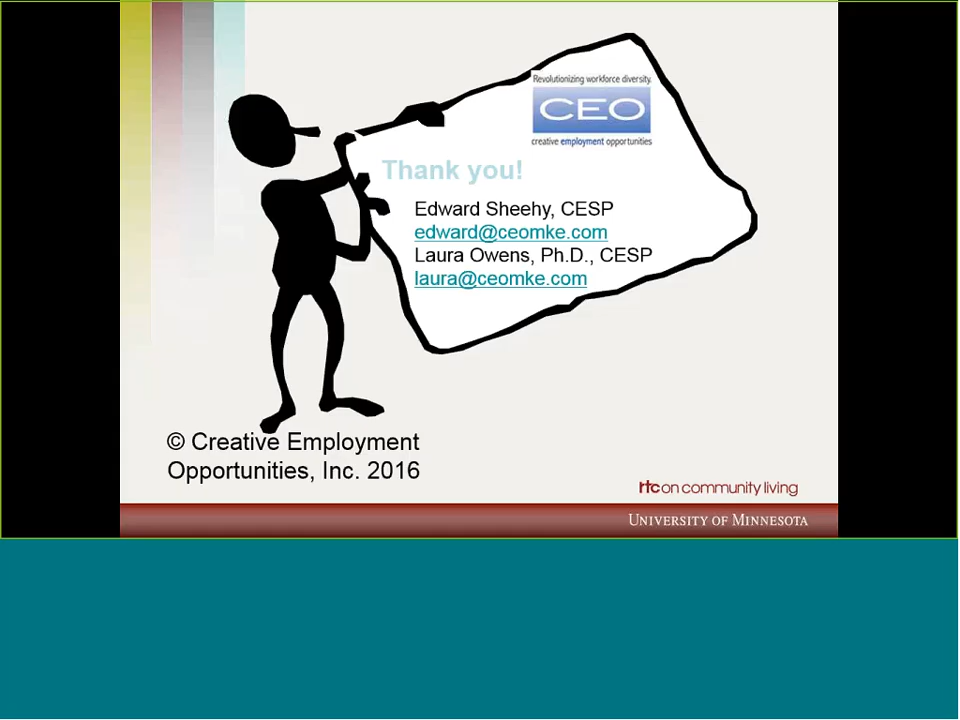 Revolutionizing workforce diversity.
CEO
creative employment opportunities
Thank you!
Edward Sheehy, CESP
edward@ceomke.com
Laura Owens, Ph.D., CESP
laura@ceomke.com
© Creative Employment
Opportunities, Inc. 2016
rtc on community living
UNIVERSITY OF MINNESOTA